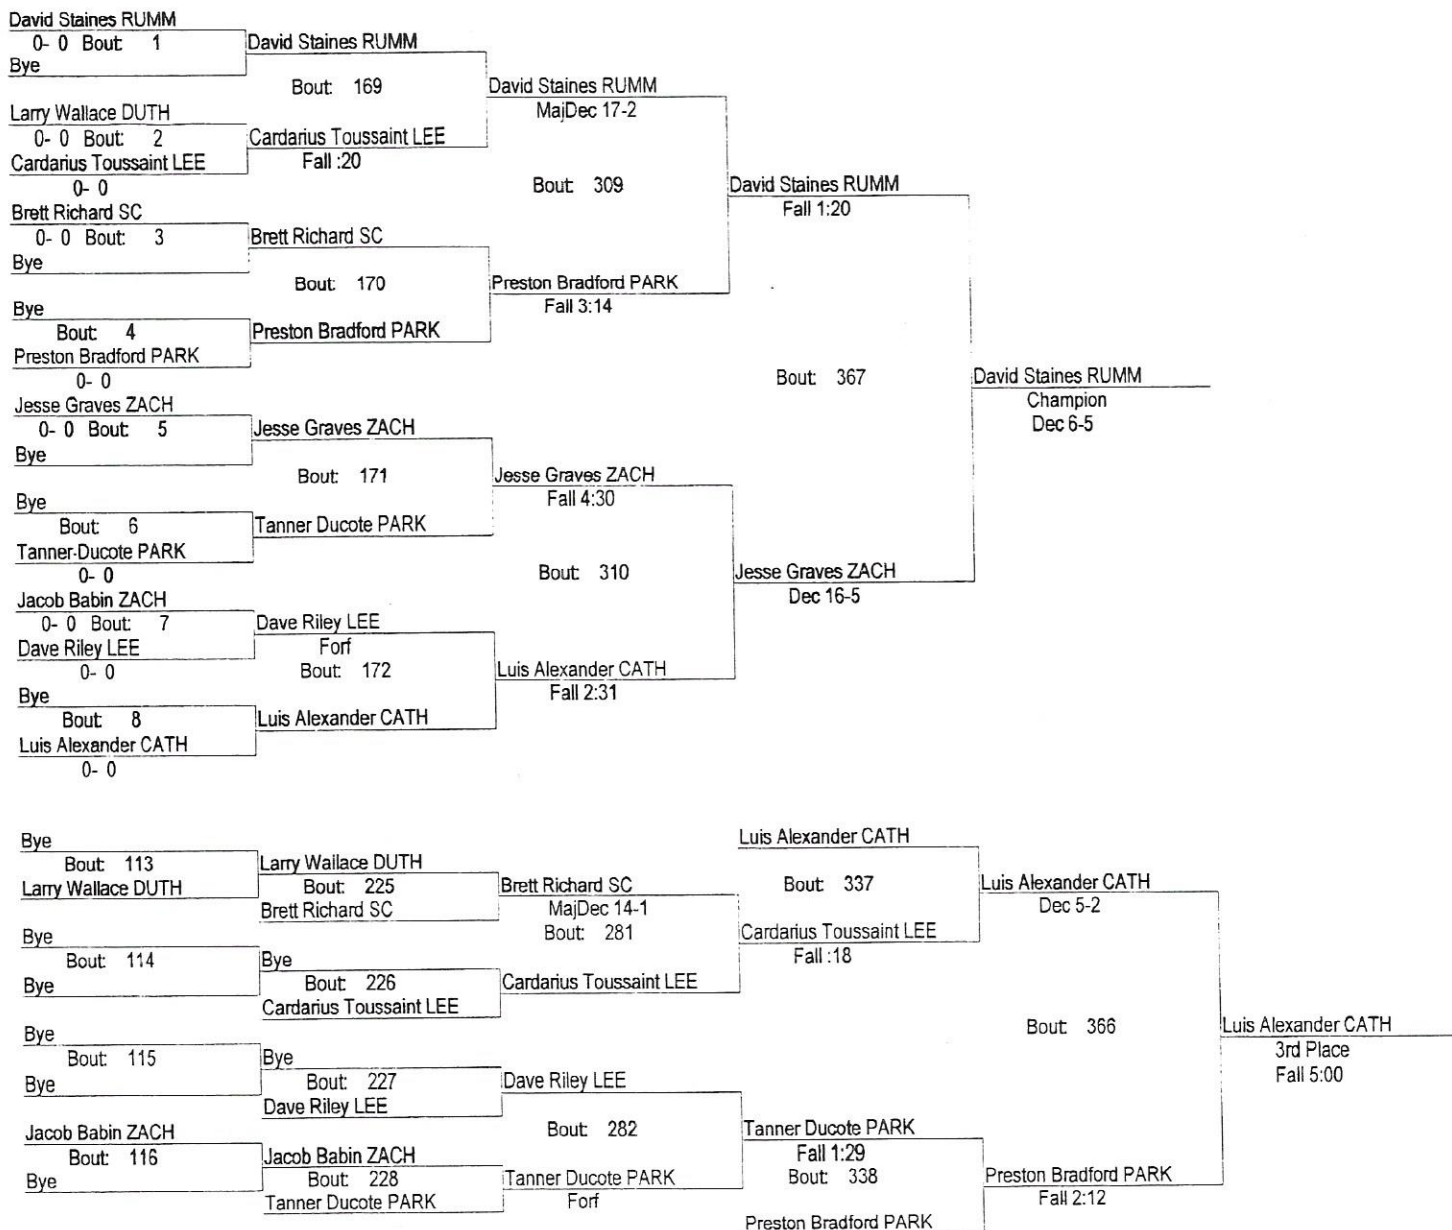 David Staines RUMM
0- 0 Bout: 1
Bye
David Staines RUMM
Bout: 169
Larry Wallace DUTH
0- 0 Bout: 2
Cardarius Toussaint LEE
0- 0
Cardarius Toussaint LEE
Fall :20
David Staines RUMM
MajDec 17-2
Bout: 309
Brett Richard SC
0- 0 Bout: 3
Bye
Brett Richard SC
Bout: 170
Bye
Bout: 4
Preston Bradford PARK
0- 0
Preston Bradford PARK
Preston Bradford PARK
Fall 3:14
David Staines RUMM
Fall 1:20
Bout: 367
David Staines RUMM
Champion
Dec 6-5
Jesse Graves ZACH
0- 0 Bout: 5
Bye
Jesse Graves ZACH
Bout: 171
Bye
Bout: 6
Tanner Ducote PARK
0- 0
Tanner Ducote PARK
Jesse Graves ZACH
Fall 4:30
Bout: 310
Jesse Graves ZACH
Dec 16-5
Jacob Babin ZACH
0- 0 Bout: 7
Dave Riley LEE
0- 0
Dave Riley LEE
Forf
Bout: 172
Bye
Bout: 8
Luis Alexander CATH
0- 0
Luis Alexander CATH
Luis Alexander CATH
Fall 2:31
Bye
Bout: 113
Larry Wallace DUTH
Larry Wallace DUTH
Bout: 225
Brett Richard SC
Brett Richard SC
MajDec 14-1
Bout: 281
Bye
Bout: 114
Bye
Bye
Bout: 226
Cardarius Toussaint LEE
Cardarius Toussaint LEE
Luis Alexander CATH
Bout: 337
Cardarius Toussaint LEE
Fall :18
Luis Alexander CATH
Dec 5-2
Bout: 366
Luis Alexander CATH
3rd Place
Fall 5:00
Bye
Bout: 115
Bye
Bye
Bout: 227
Dave Riley LEE
Dave Riley LEE
Bout: 282
Jacob Babin ZACH
Bout: 116
Bye
Jacob Babin ZACH
Bout: 228
Tanner Ducote PARK
Tanner Ducote PARK
Forf
Tanner Ducote PARK
Fall 1:29
Bout: 338
Preston Bradford PARK
Preston Bradford PARK
Fall 2:12